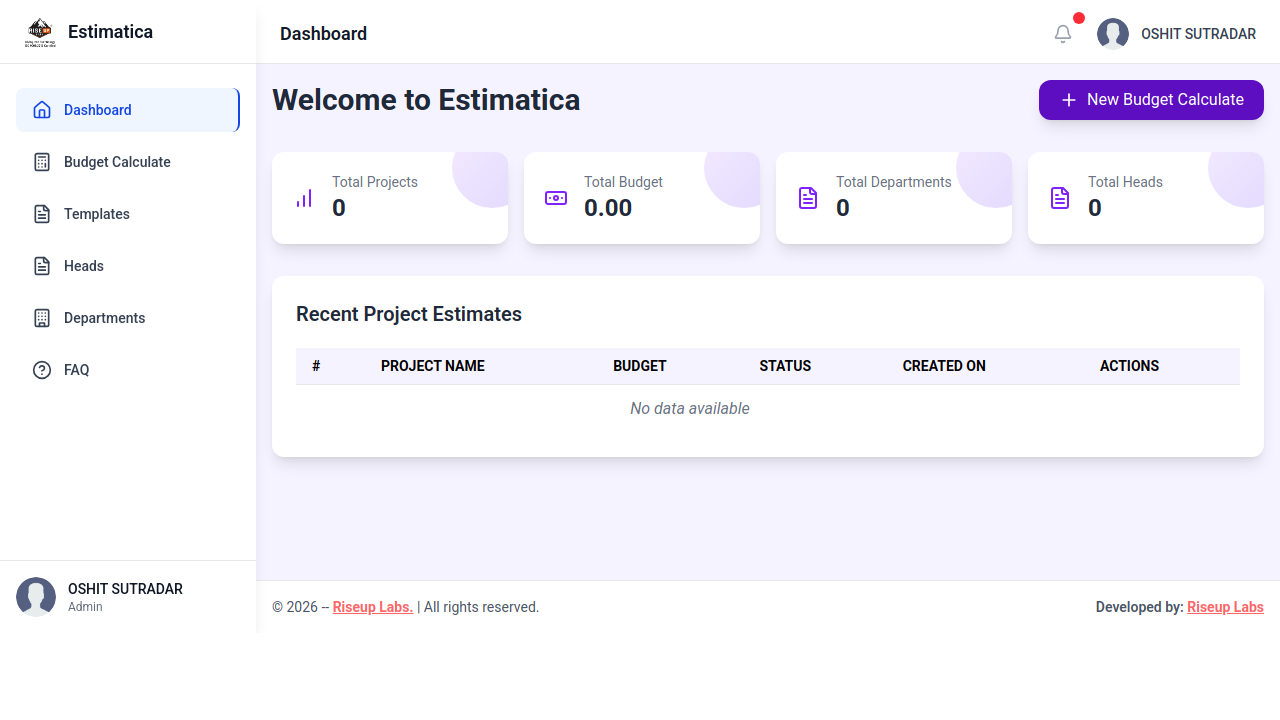 Estimatica
Dashboard
OSHIT SUTRADAR
Dashboard
Budget Calculate
Templates
Heads
Departments
FAQ
OSHIT SUTRADAR
Admin
Welcome to Estimatica
New Budget Calculate
Total Projects
0
Total Budget
0.00
Total Departments
0
Total Heads
0
Recent Project Estimates
# PROJECT NAME BUDGET STATUS CREATED ON ACTIONS
No data available
© 2026 -- Riseup Labs. | All rights reserved.
Developed by: Riseup Labs